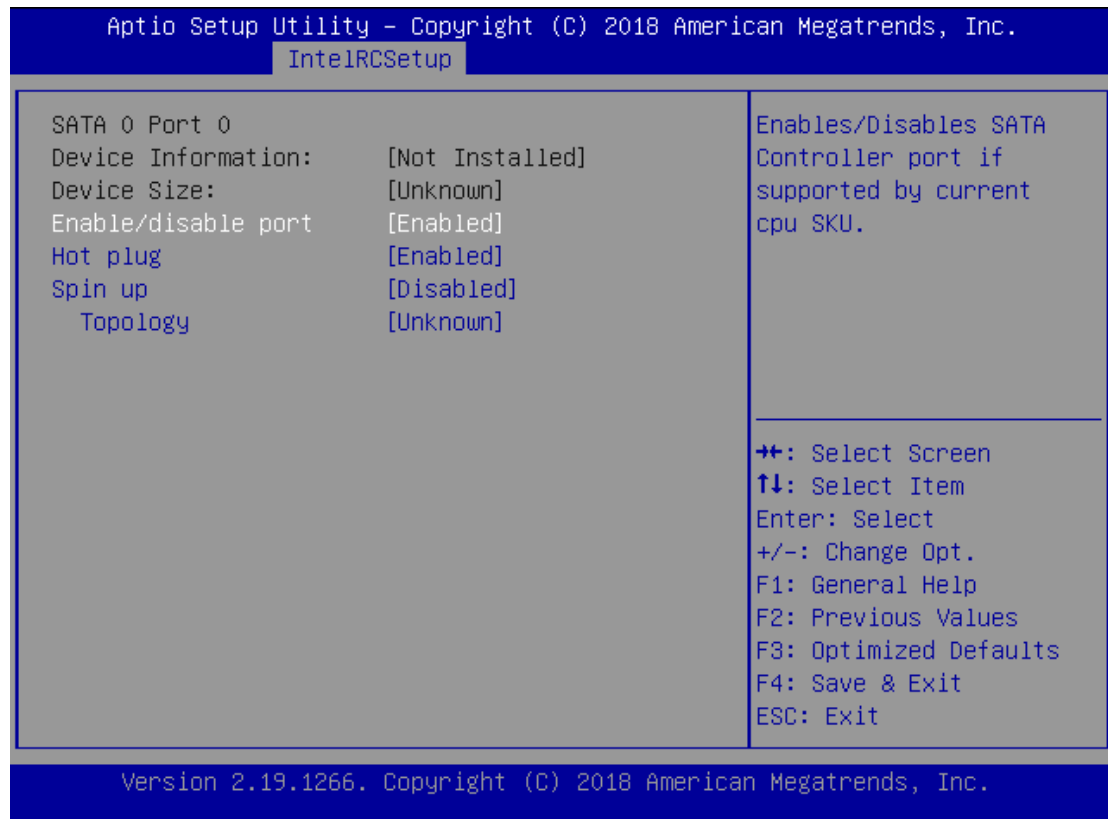 Aptio Setup Utility – Copyright (C) 2018 American Megatrends, Inc.
IntelRCSetup
SATA 0 Port 0
Device Information: [Not Installed]
Device Size: [Unknown]
Enable/disable port [Enabled]
Hot plug [Enabled]
Spin up [Disabled]
Topology [Unknown]
Enables/Disables SATA
Controller port if
supported by current
cpu SKU.
→←: Select Screen
↑↓: Select Item
Enter: Select
+/-: Change Opt.
F1: General Help
F2: Previous Values
F3: Optimized Defaults
F4: Save & Exit
ESC: Exit
Version 2.19.1266. Copyright (C) 2018 American Megatrends, Inc.